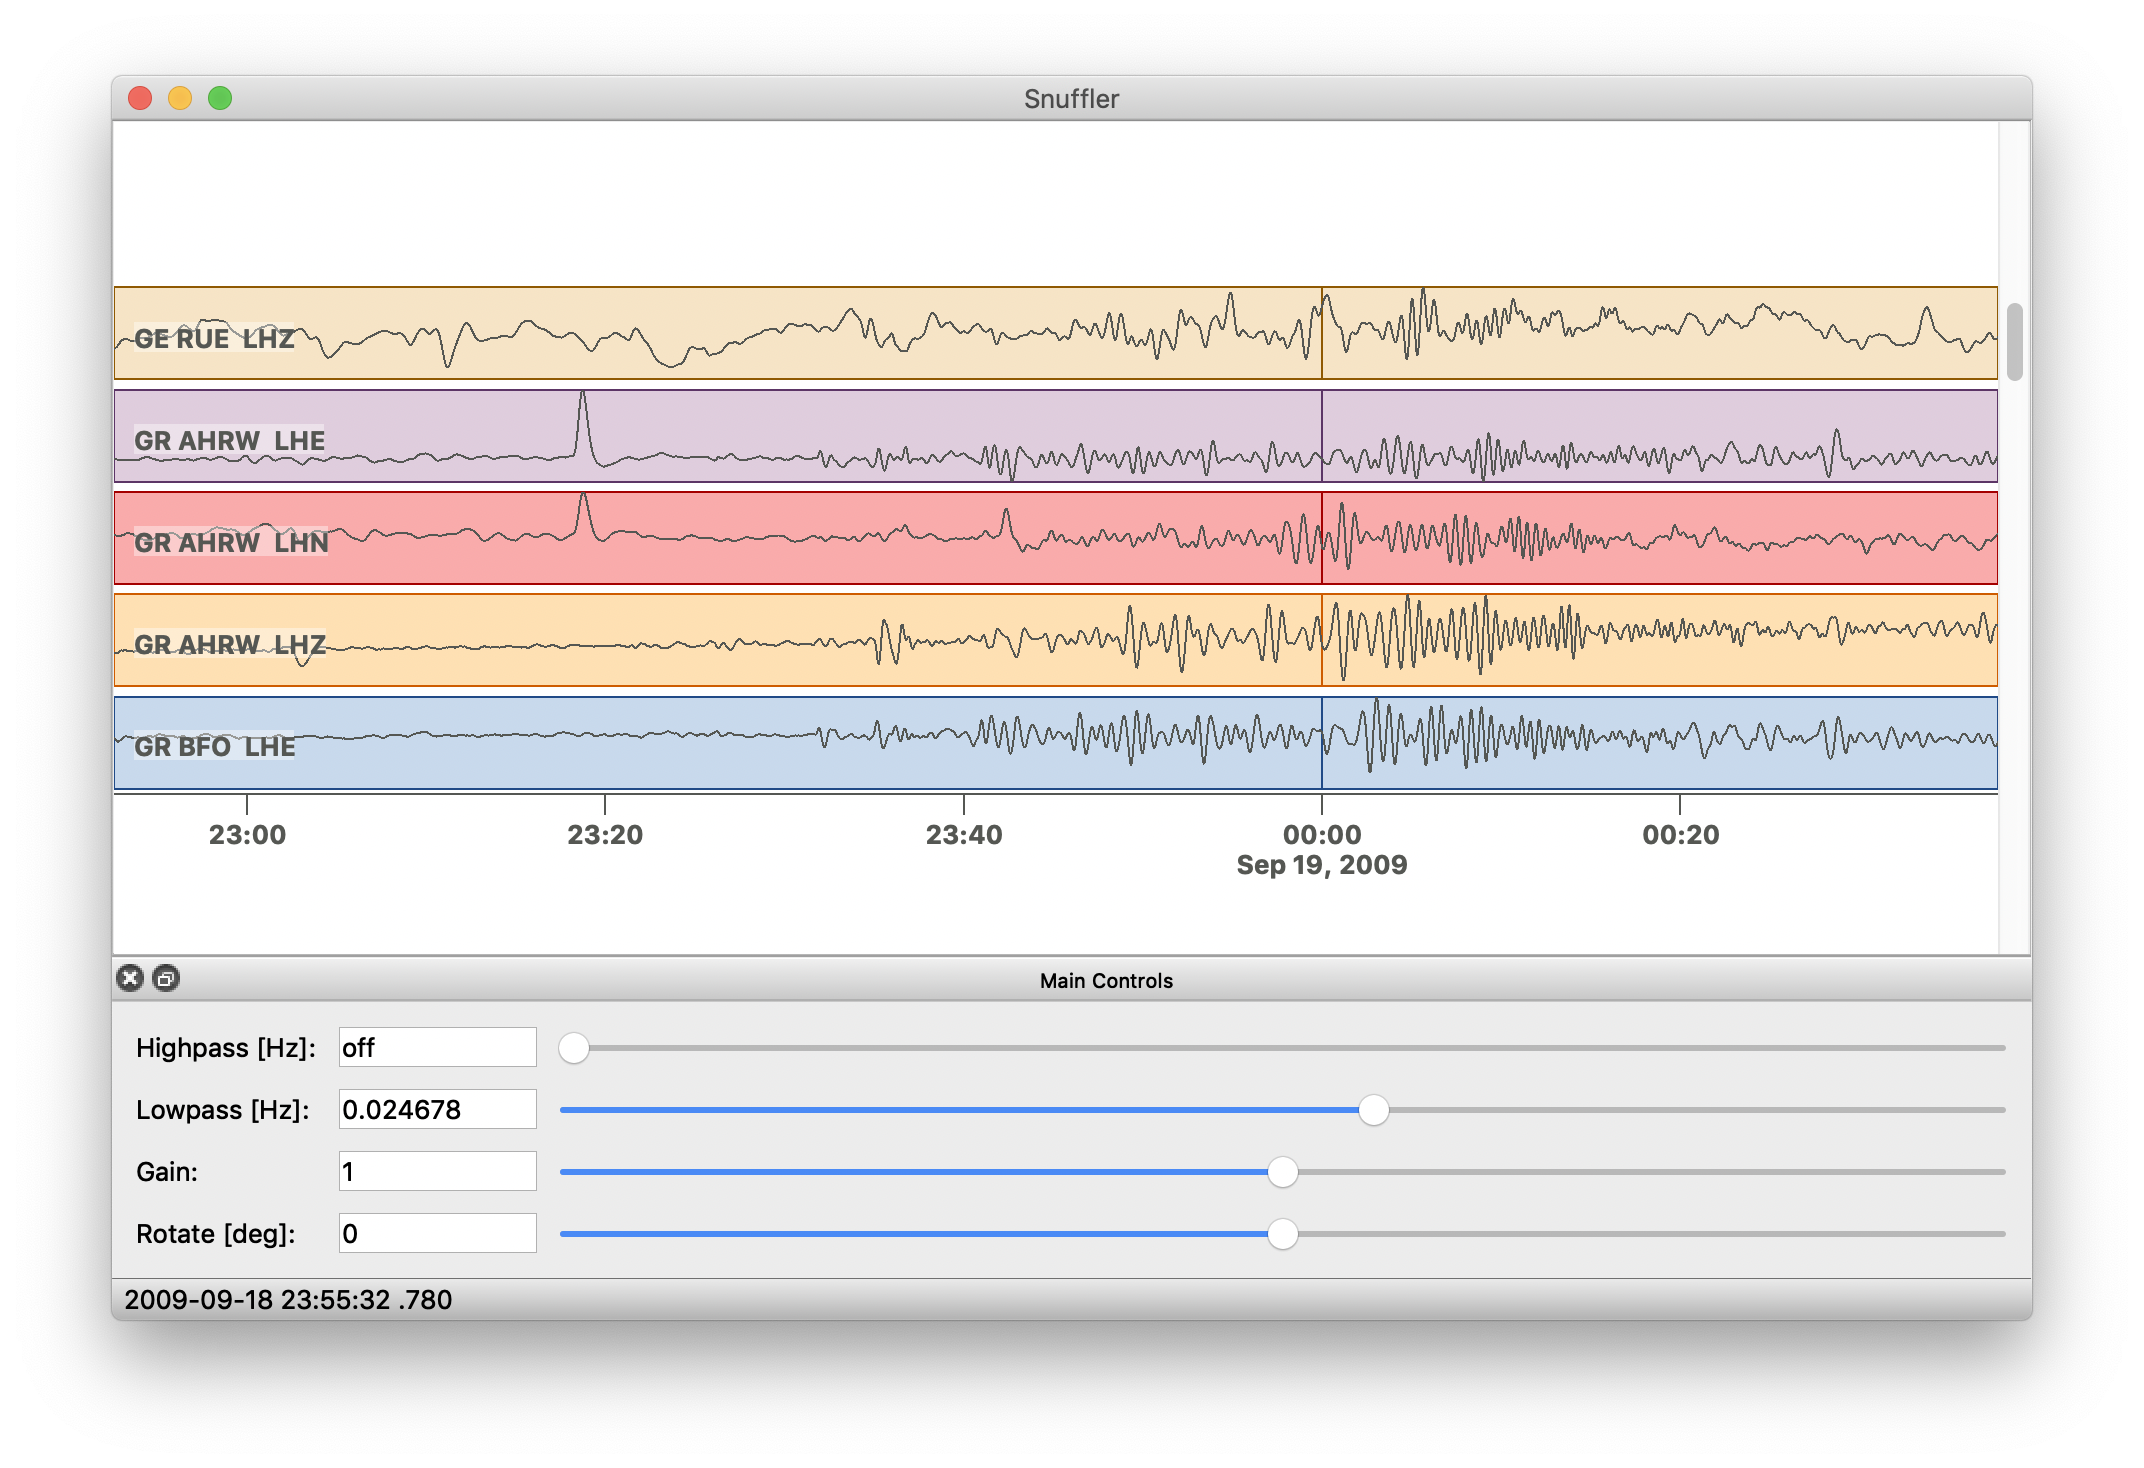 Snuffler
GE RUE  LHZ
GR AHRW  LHE
GR AHRW  LHN
GR AHRW  LHZ
GR BFO  LHE
23:00 23:20 23:40 00:00 00:20
Sep 19, 2009
Main Controls
Highpass [Hz]: off
Lowpass [Hz]: 0.024678
Gain: 1
Rotate [deg]: 0
2009-09-18 23:55:32 .780